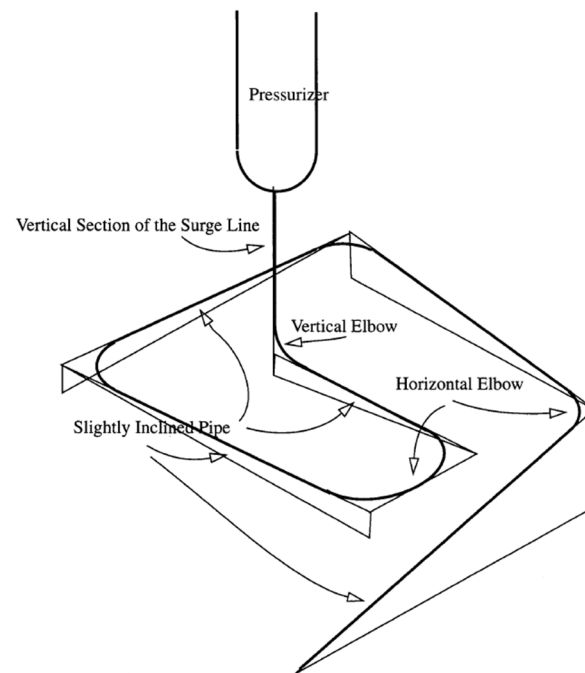 Pressurizer
Vertical Section of the Surge Line
Vertical Elbow
Horizontal Elbow
Slightly Inclined Pipe